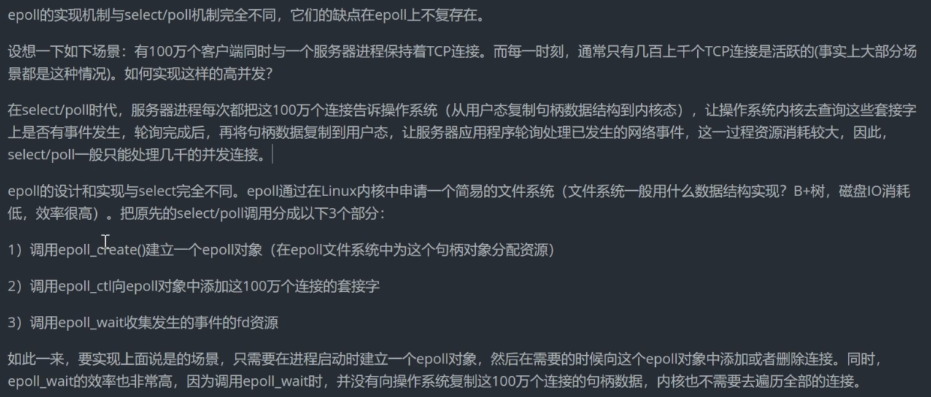 epoll的实现机制与select/poll机制完全不同，它们的缺点在epoll上不复存在。
设想一下如下场景：有100万个客户端同时与一个服务器进程保持着TCP连接。而每一时刻，通常只有几百上千个TCP连接是活跃的(事实上大部分场
景都是这种情况)。如何实现这样的高并发？
在select/poll时代，服务器进程每次都把这100万个连接告诉操作系统（从用户态复制句柄数据结构到内核态），让操作系统内核去查询这些套接字
上是否有事件发生，轮询完成后，再将句柄数据复制到用户态，让服务器应用程序轮询处理已发生的网络事件，这一过程资源消耗较大，因此，
select/poll一般只能处理几千的并发连接。
epoll的设计和实现与select完全不同。epoll通过在Linux内核中申请一个简易的文件系统（文件系统一般用什么数据结构实现？B+树，磁盘IO消耗
低，效率很高）。把原先的select/poll调用分成以下3个部分：
1）调用epoll_create()建立一个epoll对象（在epoll文件系统中为这个句柄对象分配资源）
2）调用epoll_ctl向epoll对象中添加这100万个连接的套接字
3）调用epoll_wait收集发生的事件的fd资源
如此一来，要实现上面说是的场景，只需要在进程启动时建立一个epoll对象，然后在需要的时候向这个epoll对象中添加或者删除连接。同时，
epoll_wait的效率也非常高，因为调用epoll_wait时，并没有向操作系统复制这100万个连接的句柄数据，内核也不需要去遍历全部的连接。